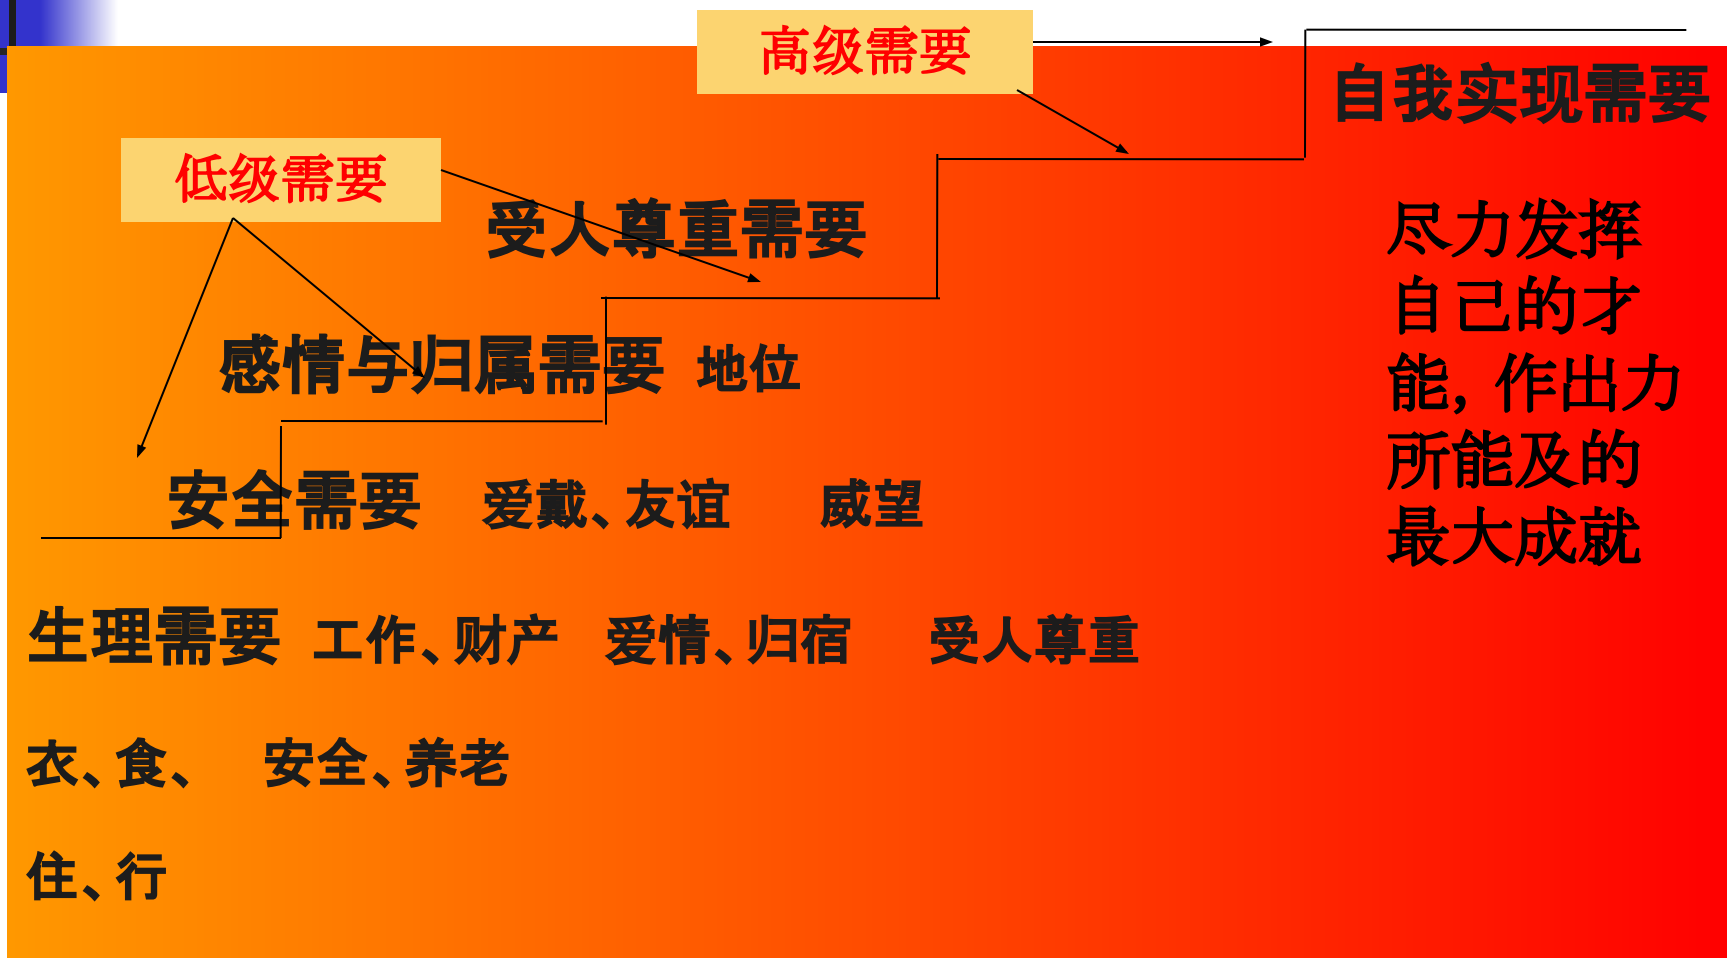 高级需要
自我实现需要
低级需要
受人尊重需要
尽力发挥
自己的才
能，作出力
所能及的
最大成就
感情与归属需要 地位
安全需要 爱戴、友谊 威望
生理需要 工作、财产 爱情、归宿 受人尊重
衣、食、 安全、养老
住、行